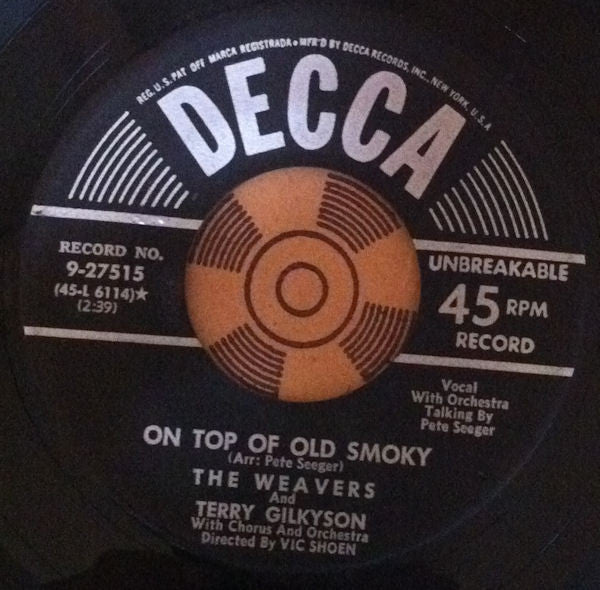 REG. U.S. PAT OFF MARCA REGISTRADA • MFR'D BY DECCA RECORDS, INC., NEW YORK, U.S.A
DECCA
RECORD NO.
9-27515
(45-L 6114)★
(2:39)
UNBREAKABLE
45 RPM
RECORD
Vocal
With Orchestra
Talking By
Pete Seeger
ON TOP OF OLD SMOKY
(Arr: Pete Seeger)
THE WEAVERS
And
TERRY GILKYSON
With Chorus And Orchestra
Directed By VIC SHOEN